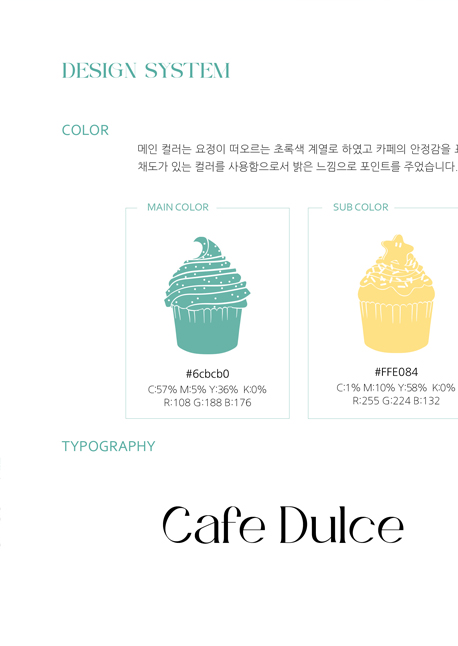 DESIGN SYSTEM
COLOR
메인 컬러는 요정이 떠오르는 초록색 계열로 하였고 카페의 안정감을
채도가 있는 컬러를 사용함으로서 밝은 느낌으로 포인트를 주었습니다.
MAIN COLOR
#6cbcb0
C:57% M:5% Y:36% K:0%
R:108 G:188 B:176
SUB COLOR
#FFE084
C:1% M:10% Y:58% K:0%
R:255 G:224 B:132
TYPOGRAPHY
Cafe Dulce